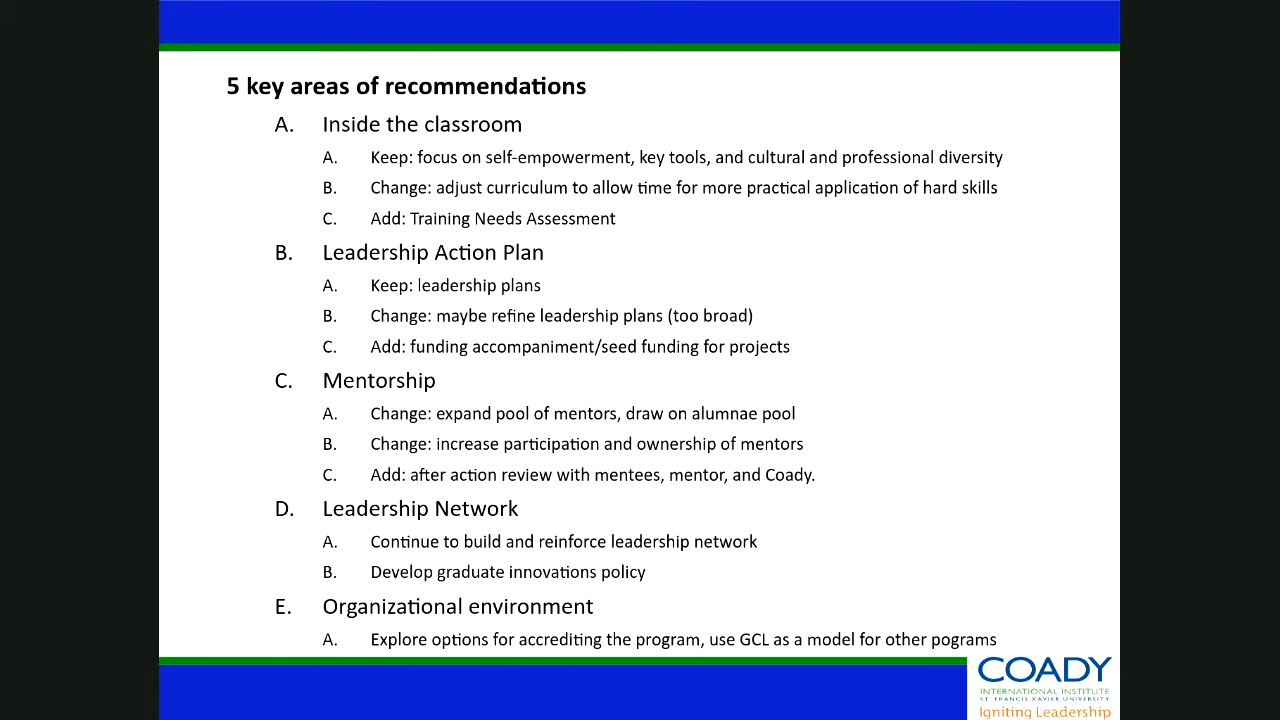 5 key areas of recommendations
A. Inside the classroom
A. Keep: focus on self-empowerment, key tools, and cultural and professional diversity
B. Change: adjust curriculum to allow time for more practical application of hard skills
C. Add: Training Needs Assessment
B. Leadership Action Plan
A. Keep: leadership plans
B. Change: maybe refine leadership plans (too broad)
C. Add: funding accompaniment/seed funding for projects
C. Mentorship
A. Change: expand pool of mentors, draw on alumnae pool
B. Change: increase participation and ownership of mentors
C. Add: after action review with mentees, mentor, and Coady.
D. Leadership Network
A. Continue to build and reinforce leadership network
B. Develop graduate innovations policy
E. Organizational environment
A. Explore options for accrediting the program, use GCL as a model for other pograms
COADY
INTERNATIONAL INSTITUTE
ST. FRANCIS XAVIER UNIVERSITY
Igniting Leadership